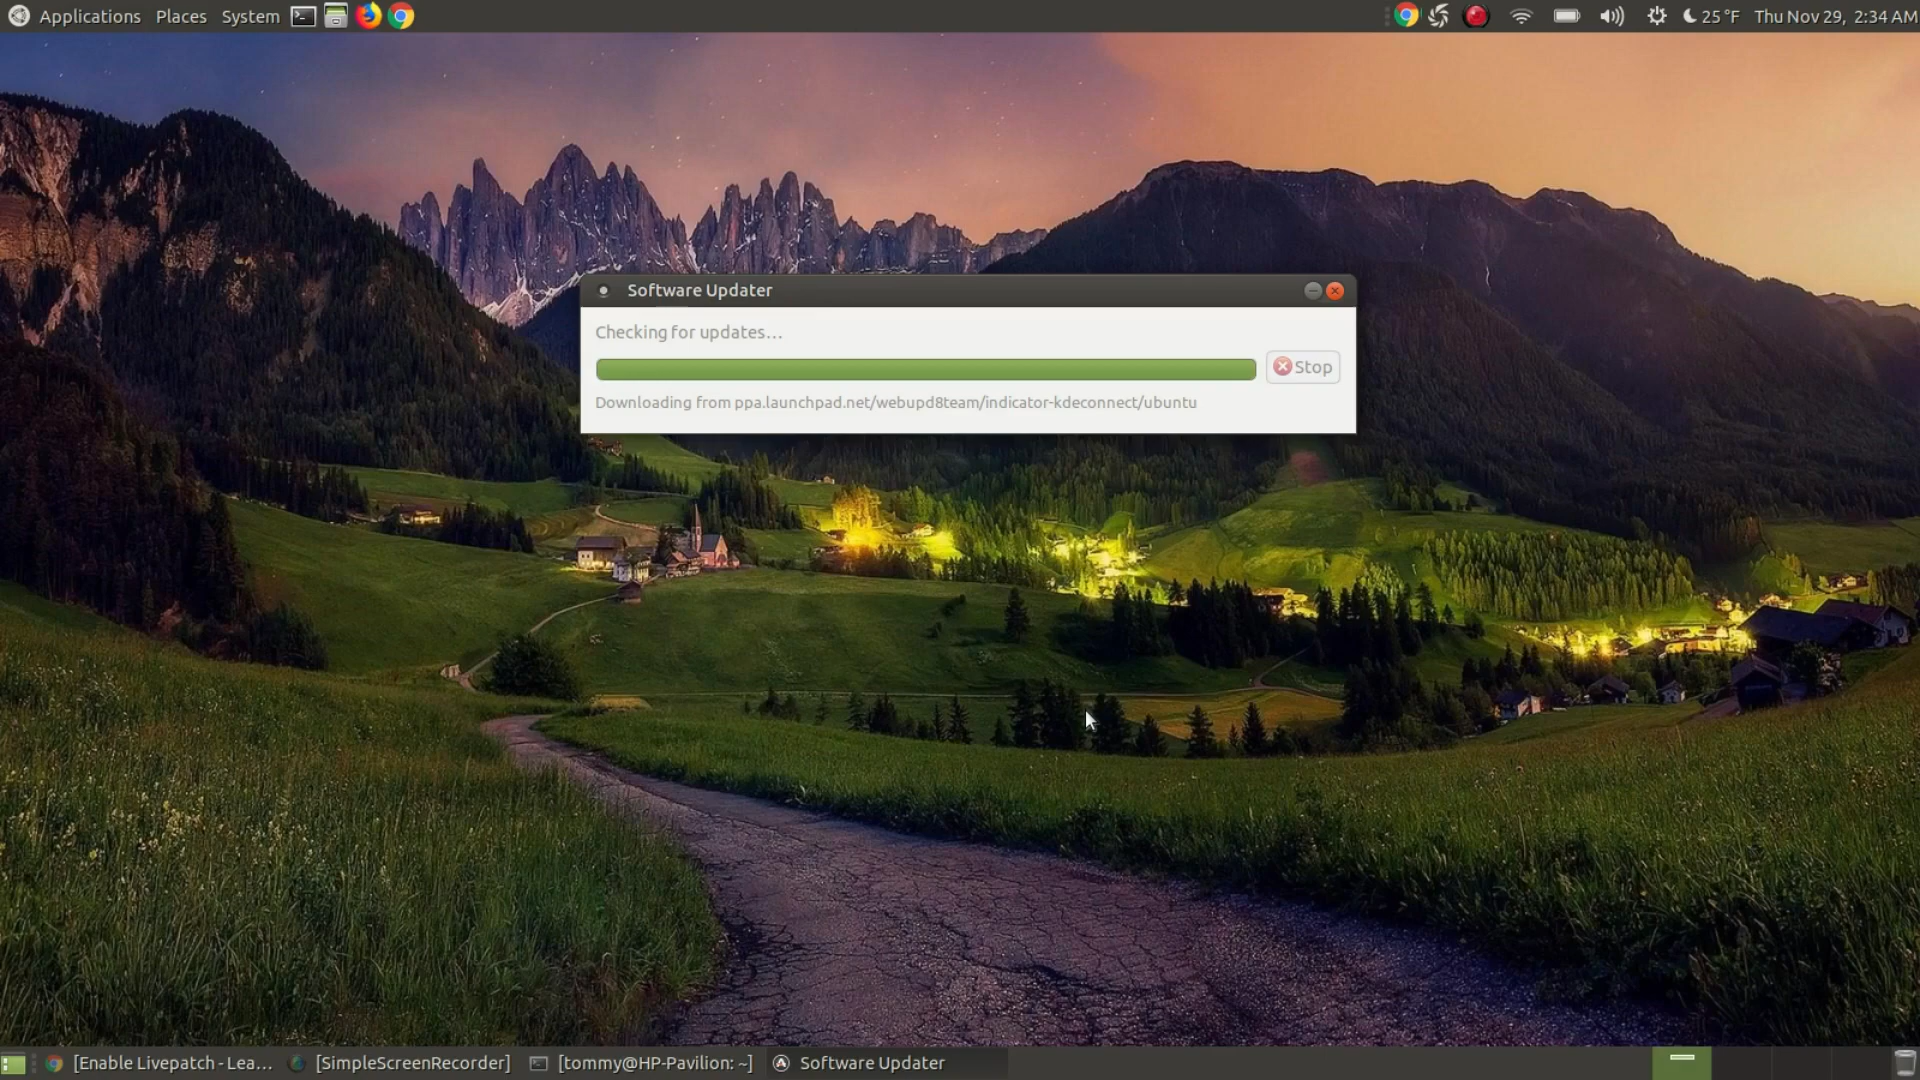 Applications Places System 25 °F Thu Nov 29, 2:34 AM
Software Updater
Checking for updates...
Stop
Downloading from ppa.launchpad.net/webupd8team/indicator-kdeconnect/ubuntu
[Enable Livepatch - Lea... [SimpleScreenRecorder] [tommy@HP-Pavilion: ~] Software Updater